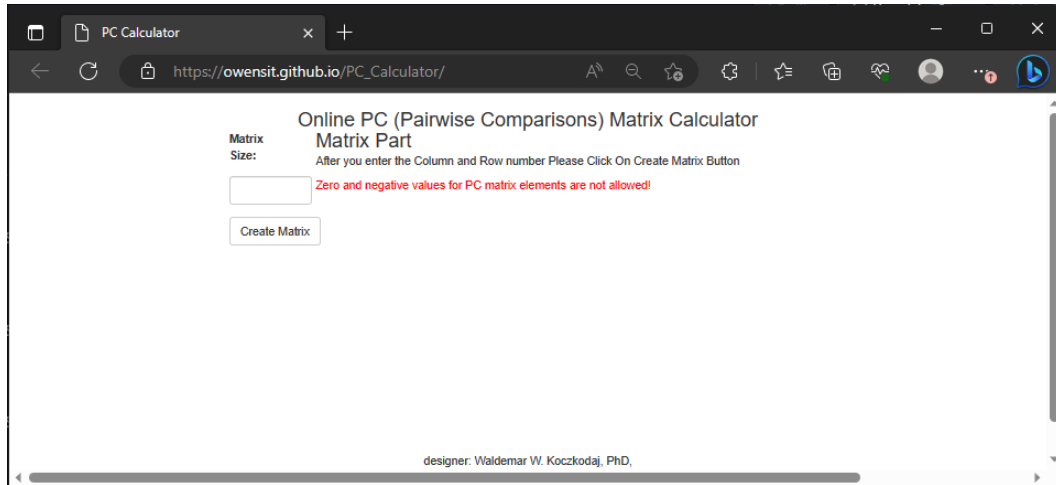 PC Calculator
https://owensit.github.io/PC_Calculator/
Online PC (Pairwise Comparisons) Matrix Calculator
Matrix
Size:
Matrix Part
After you enter the Column and Row number Please Click On Create Matrix Button
Zero and negative values for PC matrix elements are not allowed!
Create Matrix
designer: Waldemar W. Koczkodaj, PhD,